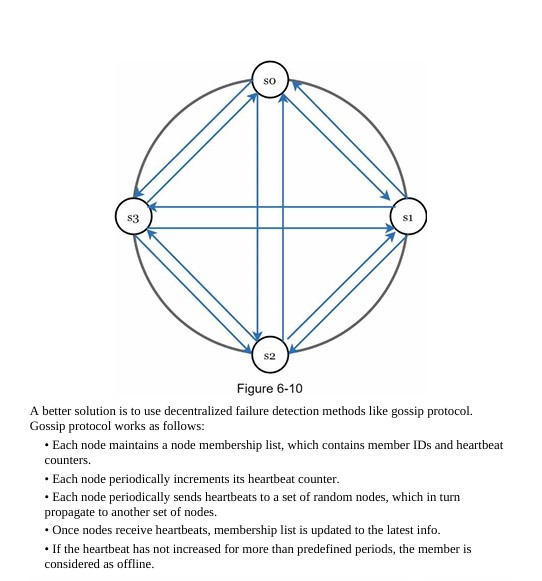 s0
s3
s1
s2
Figure 6-10
A better solution is to use decentralized failure detection methods like gossip protocol.
Gossip protocol works as follows:
• Each node maintains a node membership list, which contains member IDs and heartbeat
counters.
• Each node periodically increments its heartbeat counter.
• Each node periodically sends heartbeats to a set of random nodes, which in turn
propagate to another set of nodes.
• Once nodes receive heartbeats, membership list is updated to the latest info.
• If the heartbeat has not increased for more than predefined periods, the member is
considered as offline.